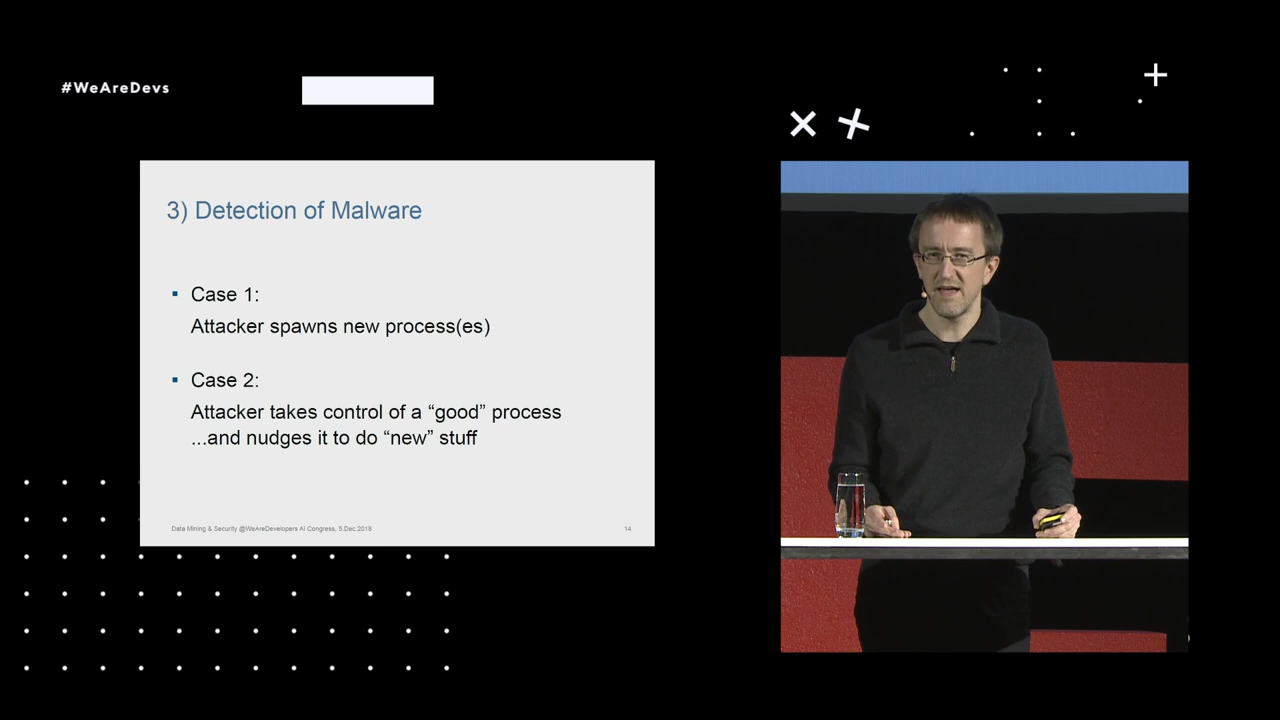 #WeAreDevs
3) Detection of Malware
▪ Case 1:
Attacker spawns new process(es)
▪ Case 2:
Attacker takes control of a “good” process
...and nudges it to do “new” stuff
Data Mining & Security @WeAreDevelopers AI Congress, 5.Dec.2018
14